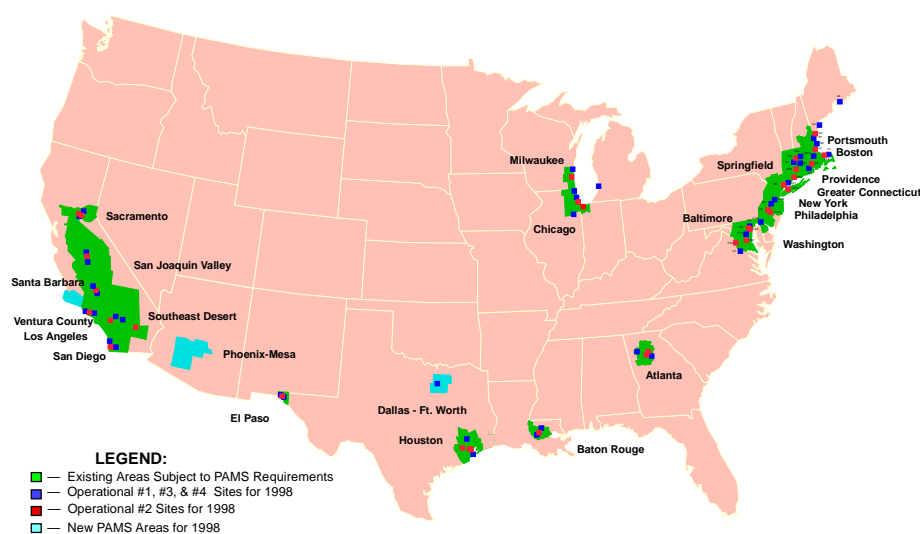 Milwaukee
Portsmouth
Boston
Springfield
Providence
Greater Connecticut
New York
Philadelphia
Baltimore
Washington
Sacramento
Chicago
San Joaquin Valley
Santa Barbara
Ventura County
Southeast Desert
Los Angeles
San Diego
Phoenix-Mesa
Atlanta
El Paso
Dallas - Ft. Worth
Houston
Baton Rouge
LEGEND:
— Existing Areas Subject to PAMS Requirements
— Operational #1, #3, & #4 Sites for 1998
— Operational #2 Sites for 1998
— New PAMS Areas for 1998